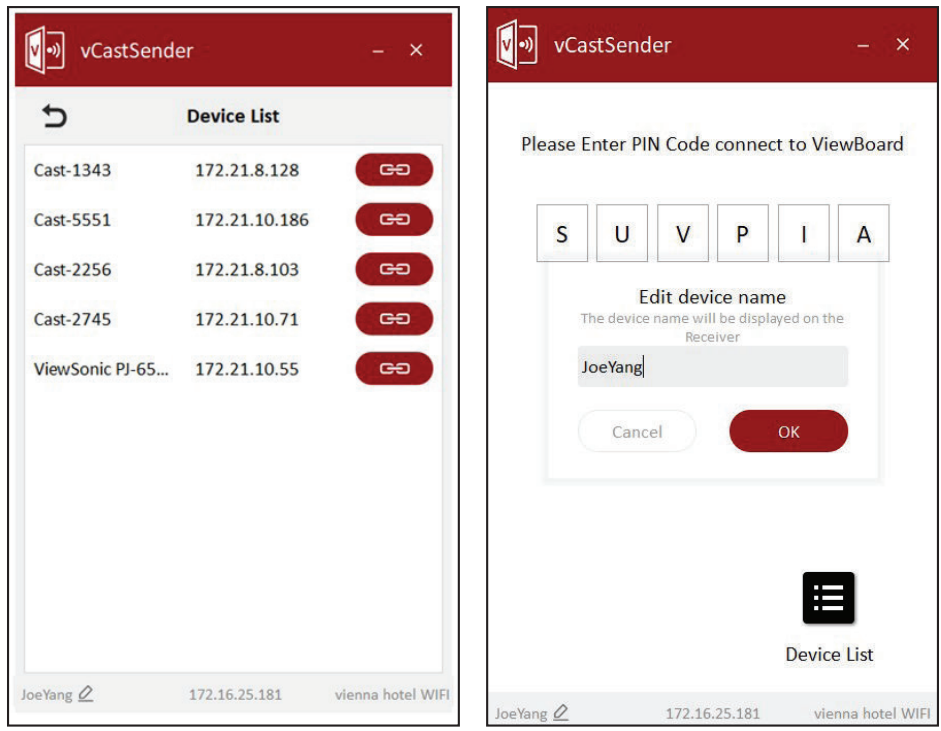 vCastSender
Device List
Cast-1343 172.21.8.128
Cast-5551 172.21.10.186
Cast-2256 172.21.8.103
Cast-2745 172.21.10.71
ViewSonic PJ-65... 172.21.10.55
JoeYang 172.16.25.181 vienna hotel WIFI
vCastSender
Please Enter PIN Code connect to ViewBoard
S U V P I A
Edit device name
The device name will be displayed on the
Receiver
JoeYang
Cancel OK
Device List
JoeYang 172.16.25.181 vienna hotel WIFI